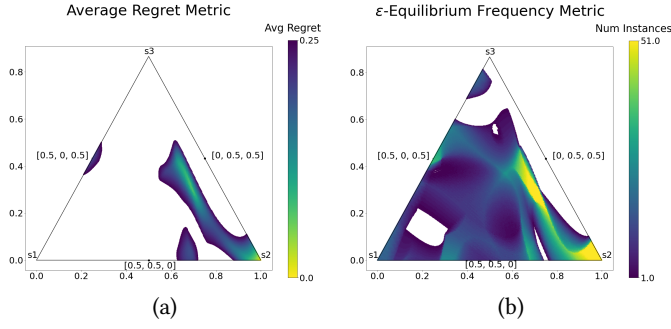 Average Regret Metric
Avg Regret
0.25
0.0
s3
0.8
0.6
0.4
0.2
0.0
[0.5, 0, 0.5]
[0, 0.5, 0.5]
s1
s2
[0.5, 0.5, 0]
0.0
0.2
0.4
0.6
0.8
1.0
(a)
ε-Equilibrium Frequency Metric
Num Instances
51.0
1.0
s3
0.8
0.6
0.4
0.2
0.0
[0.5, 0, 0.5]
[0, 0.5, 0.5]
s1
s2
[0.5, 0.5, 0]
0.0
0.2
0.4
0.6
0.8
1.0
(b)